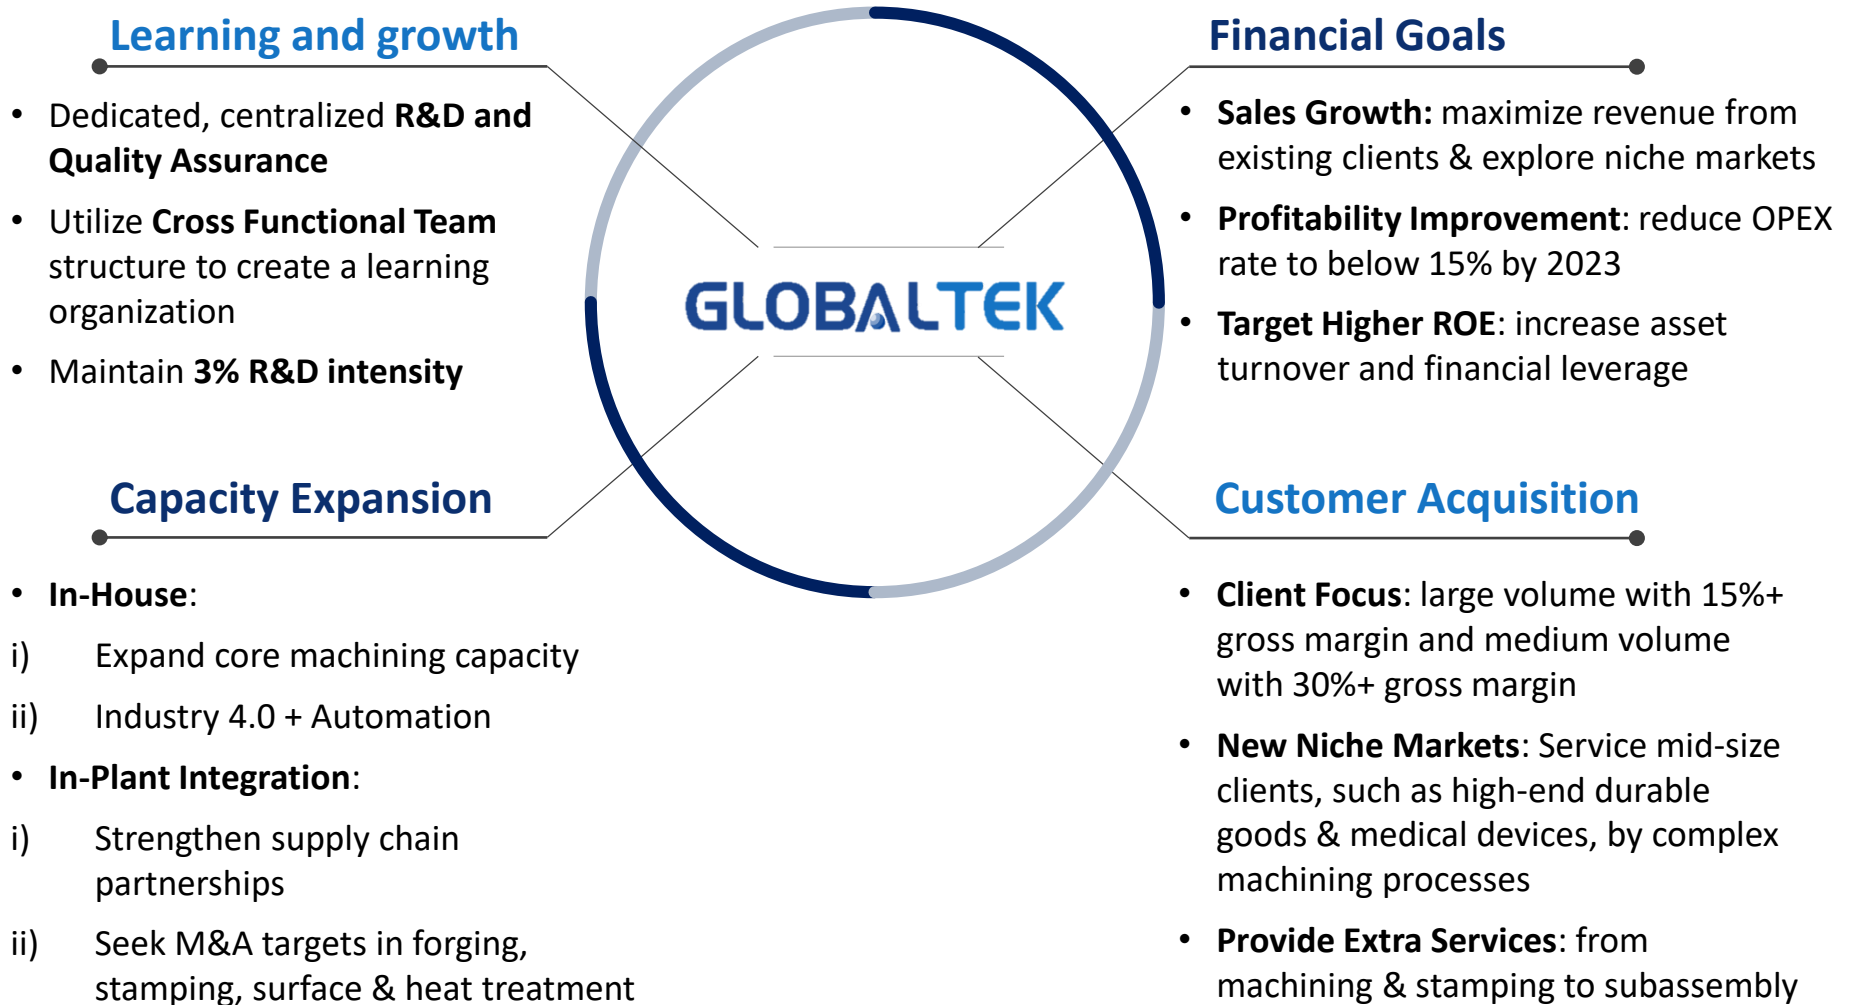 Learning and growth
• Dedicated, centralized R&D and
Quality Assurance
• Utilize Cross Functional Team
structure to create a learning
organization
• Maintain 3% R&D intensity
Financial Goals
• Sales Growth: maximize revenue from
existing clients & explore niche markets
• Profitability Improvement: reduce OPEX
rate to below 15% by 2023
• Target Higher ROE: increase asset
turnover and financial leverage
GLOBALTEK
Capacity Expansion
• In-House:
i) Expand core machining capacity
ii) Industry 4.0 + Automation
• In-Plant Integration:
i) Strengthen supply chain
partnerships
ii) Seek M&A targets in forging,
stamping, surface & heat treatment
Customer Acquisition
• Client Focus: large volume with 15%+
gross margin and medium volume
with 30%+ gross margin
• New Niche Markets: Service mid-size
clients, such as high-end durable
goods & medical devices, by complex
machining processes
• Provide Extra Services: from
machining & stamping to subassembly